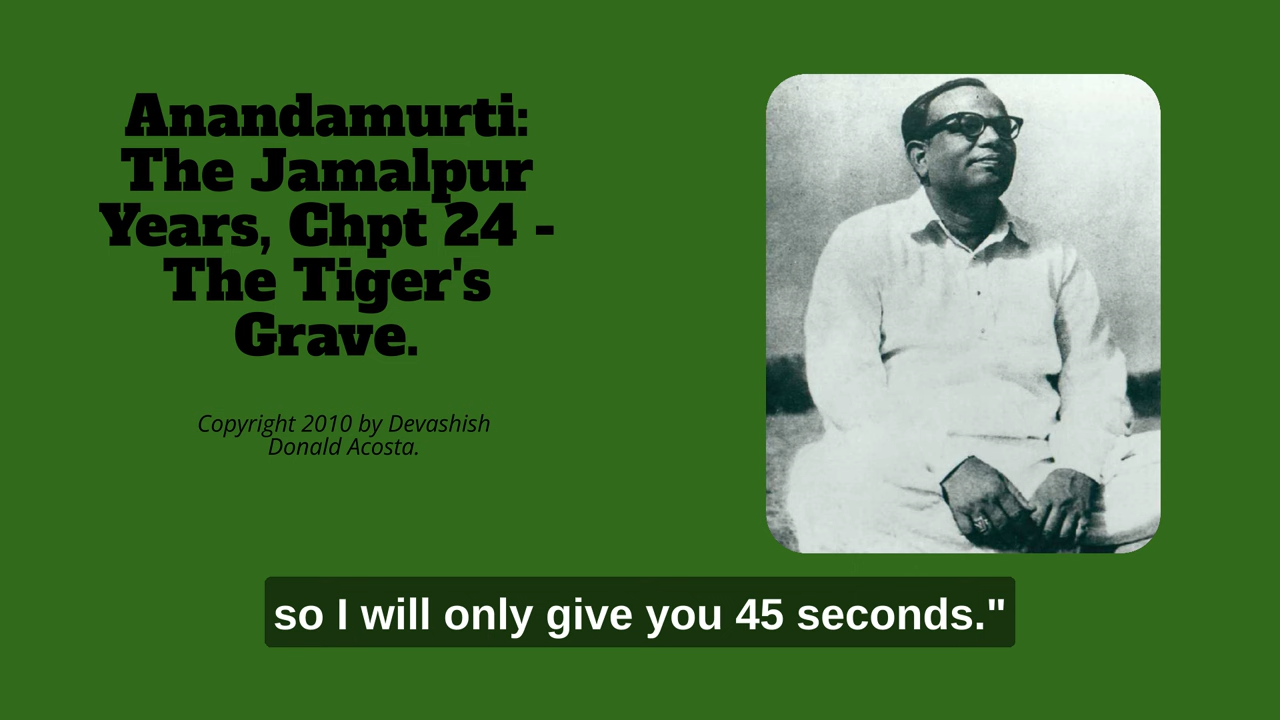 Anandamurti:
The Jamalpur
Years, Chpt 24 -
The Tiger's
Grave.
Copyright 2010 by Devashish
Donald Acosta.
so I will only give you 45 seconds."